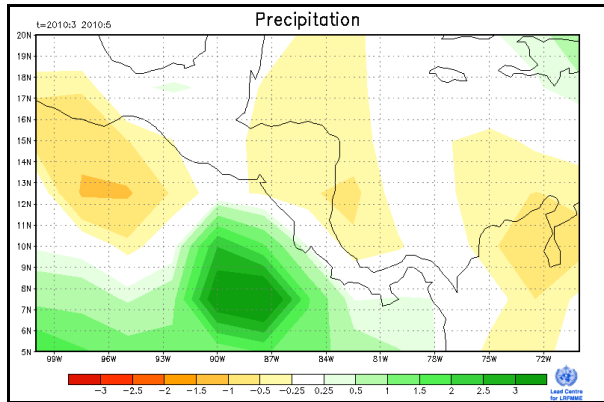 Precipitation
t=2010:3 2010:5
20N
19N
18N
17N
16N
15N
14N
13N
12N
11N
10N
9N
8N
7N
6N
5N
99W 96W 93W 90W 87W 84W 81W 78W 75W 72W
-3 -2.5 -2 -1.5 -1 -0.5 -0.25 0.25 0.5 1 1.5 2 2.5 3
Lead Centre
for LRFMME